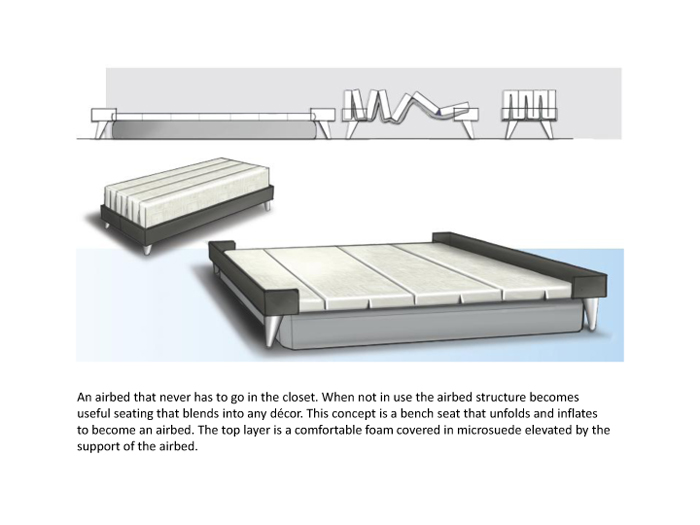 An airbed that never has to go in the closet. When not in use the airbed structure becomes
useful seating that blends into any décor. This concept is a bench seat that unfolds and inflates
to become an airbed. The top layer is a comfortable foam covered in microsuede elevated by the
support of the airbed.